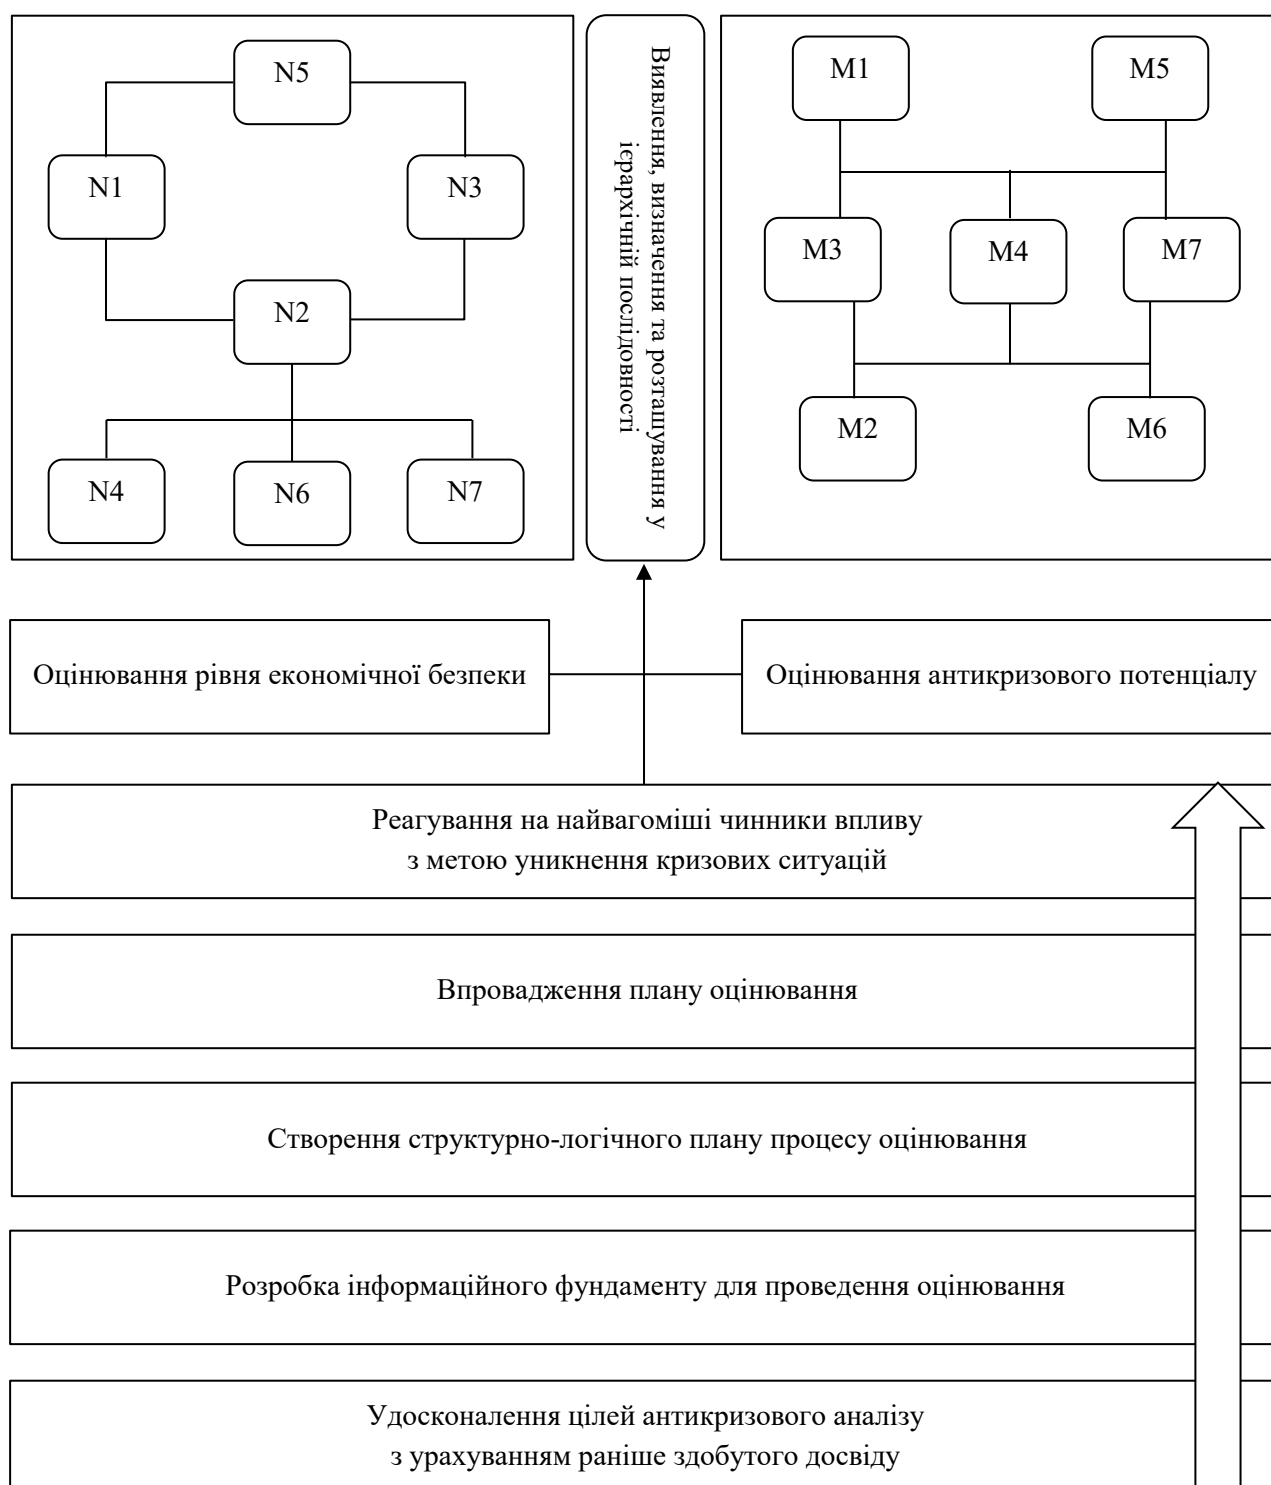 N5
N1
N3
N2
N4
N6
N7
Виявлення, визначення та розташування у
ієрархічній послідовності
M1
M5
M3
M4
M7
M2
M6
Оцінювання рівня економічної безпеки
Оцінювання антикризового потенціалу
Реагування на найвагоміші чинники впливу
з метою уникнення кризових ситуацій
Впровадження плану оцінювання
Створення структурно-логічного плану процесу оцінювання
Розробка інформаційного фундаменту для проведення оцінювання
Удосконалення цілей антикризового аналізу
з урахуванням раніше здобутого досвіду